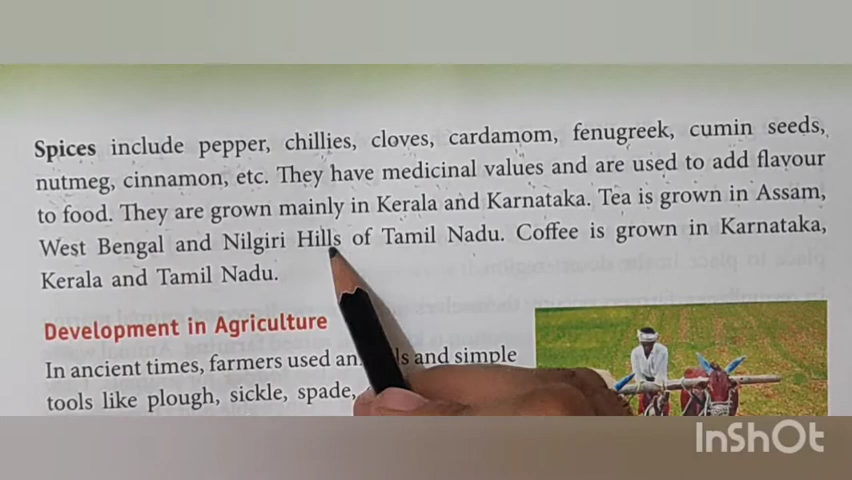 Spices include pepper, chillies, cloves, cardamom, fenugreek, cumin seeds,
nutmeg, cinnamon, etc. They have medicinal values and are used to add flavour
to food. They are grown mainly in Kerala and Karnataka. Tea is grown in Assam,
West Bengal and Nilgiri Hills of Tamil Nadu. Coffee is grown in Karnataka,
Kerala and Tamil Nadu.
Development in Agriculture
In ancient times, farmers used and simple
tools like plough, sickle, spade,
InShOt